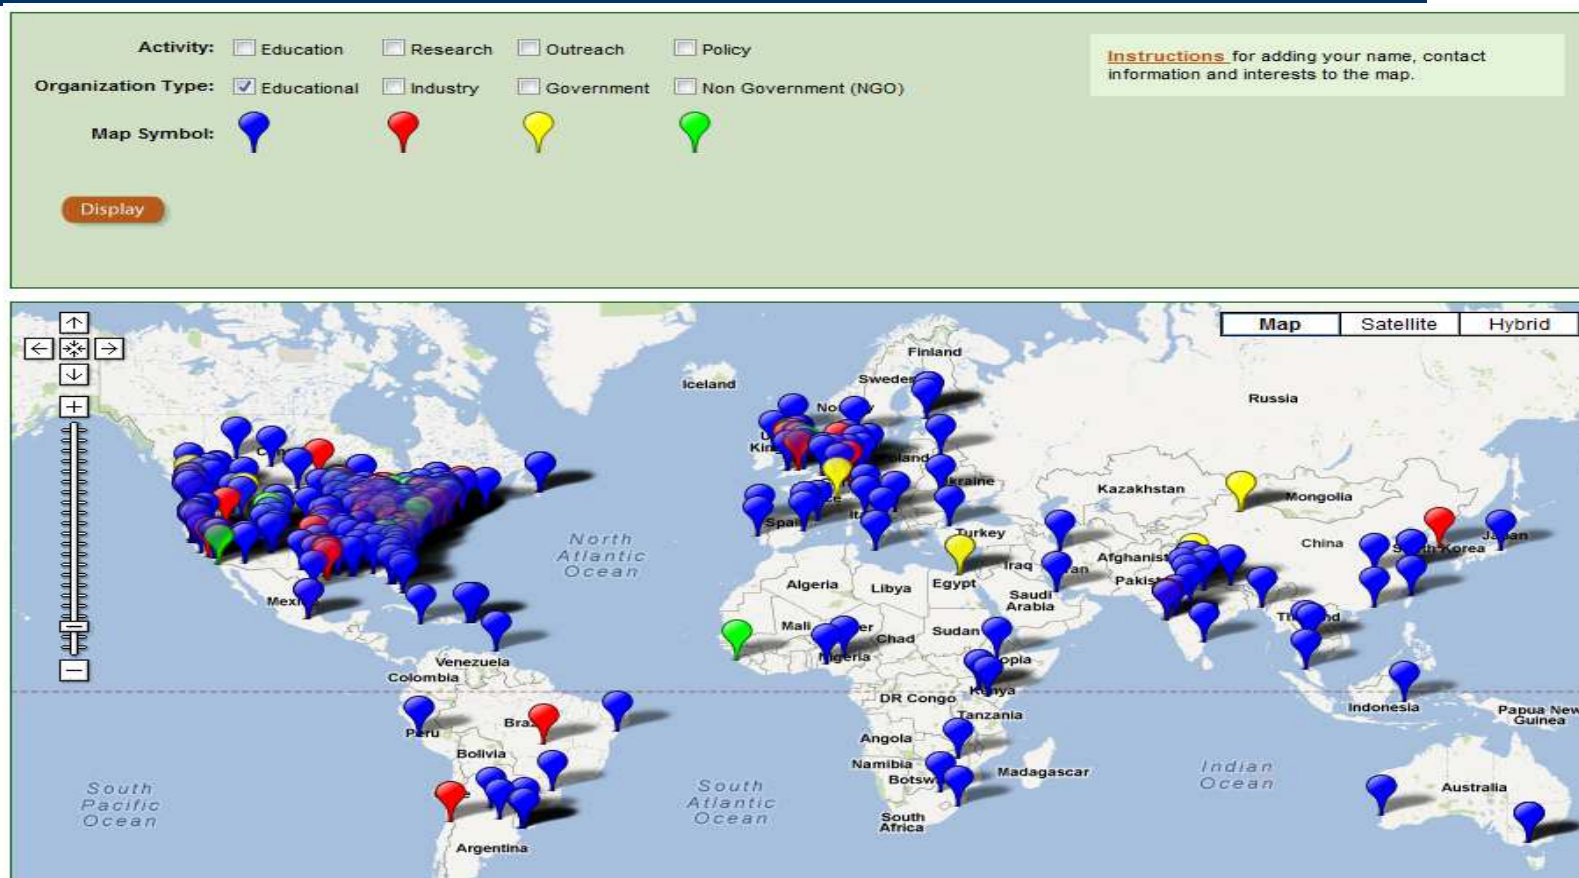 Activity: Education Research Outreach Policy
Organization Type: Educational Industry Government Non Government (NGO)
Map Symbol:
Display
Instructions for adding your name, contact
information and interests to the map.
Map Satellite Hybrid
Finland
Iceland
Russia
Kazakhstan
Mongolia
North
Atlantic
Ocean
Turkey
China
Iraq
Algeria
Libya
Egypt
Saudi
Arabia
Mali
Chad
Sudan
Nigeria
Venezuela
Colombia
DR Congo
Kenya
Tanzania
Indonesia
Papua New
Guinea
Peru
Bolivia
Angola
Namibia
Madagascar
Indian
Ocean
South
Pacific
Ocean
South
Atlantic
Ocean
Australia
South
Africa
Argentina